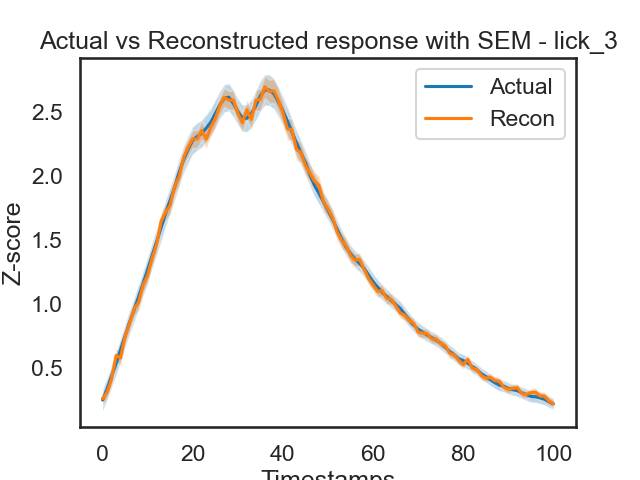 Actual vs Reconstructed response with SEM - lick_3
Actual
Recon
Z-score
2.5
2.0
1.5
1.0
0.5
0 20 40 60 80 100
Timestamps